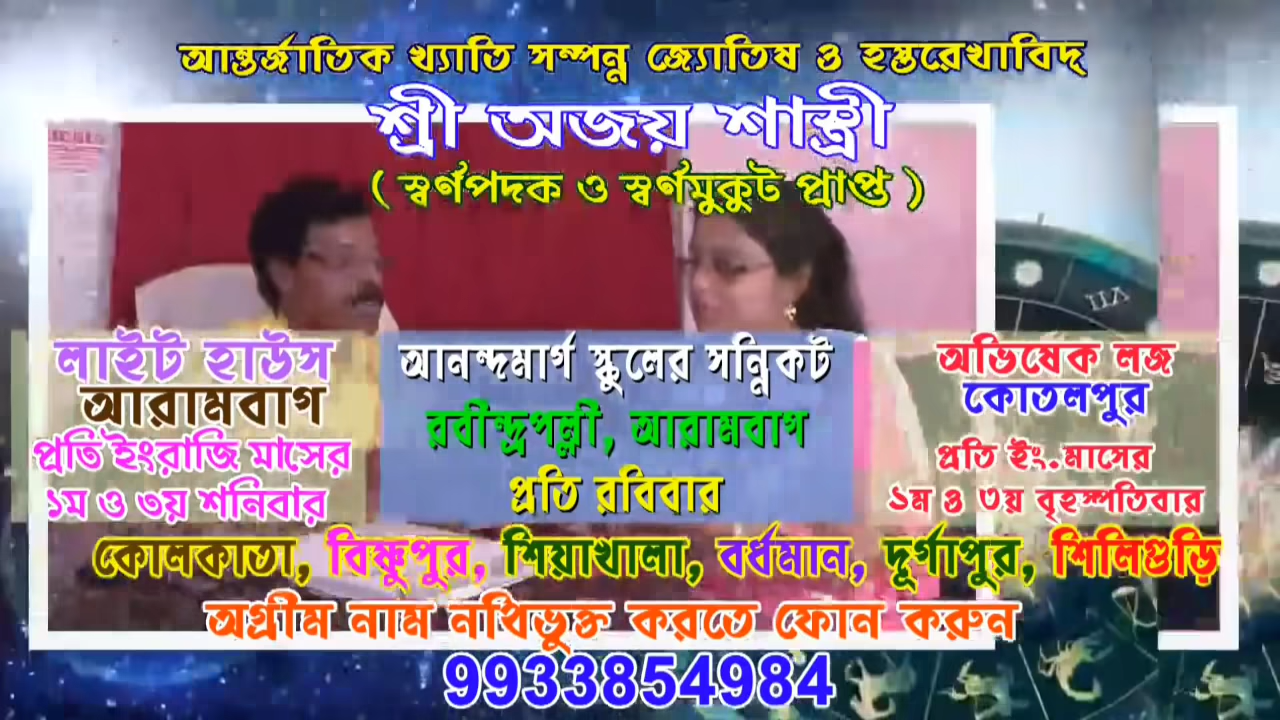 আন্তর্জাতিক খ্যাতি সম্পন্ন জ্যোতিষ ও হস্তরেখাবিদ্
শ্রী অজয় শাস্ত্রী
( স্বর্ণপদক ও স্বর্ণমুকুট প্রাপ্ত )
লাইট হাউস
আরামবাগ
প্রতি ইংরাজি মাসের
১ম ও ৩য় শনিবার
আনন্দমার্গ স্কুলের সন্নিকট
রবীন্দ্রপল্লী, আরামবাগ
প্রতি রবিবার
অভিষেক লজ
কোতলপুর
প্রতি ইং.মাসের
১ম ও ৩য় বৃহস্পতিবার
কোলকাতা, বিষ্ণুপুর, শিয়াখালা, বর্ধমান, দূর্গাপুর, শিলিগুড়ি
অগ্রীম নাম নথিভুক্ত করতে ফোন করুন
9933854984